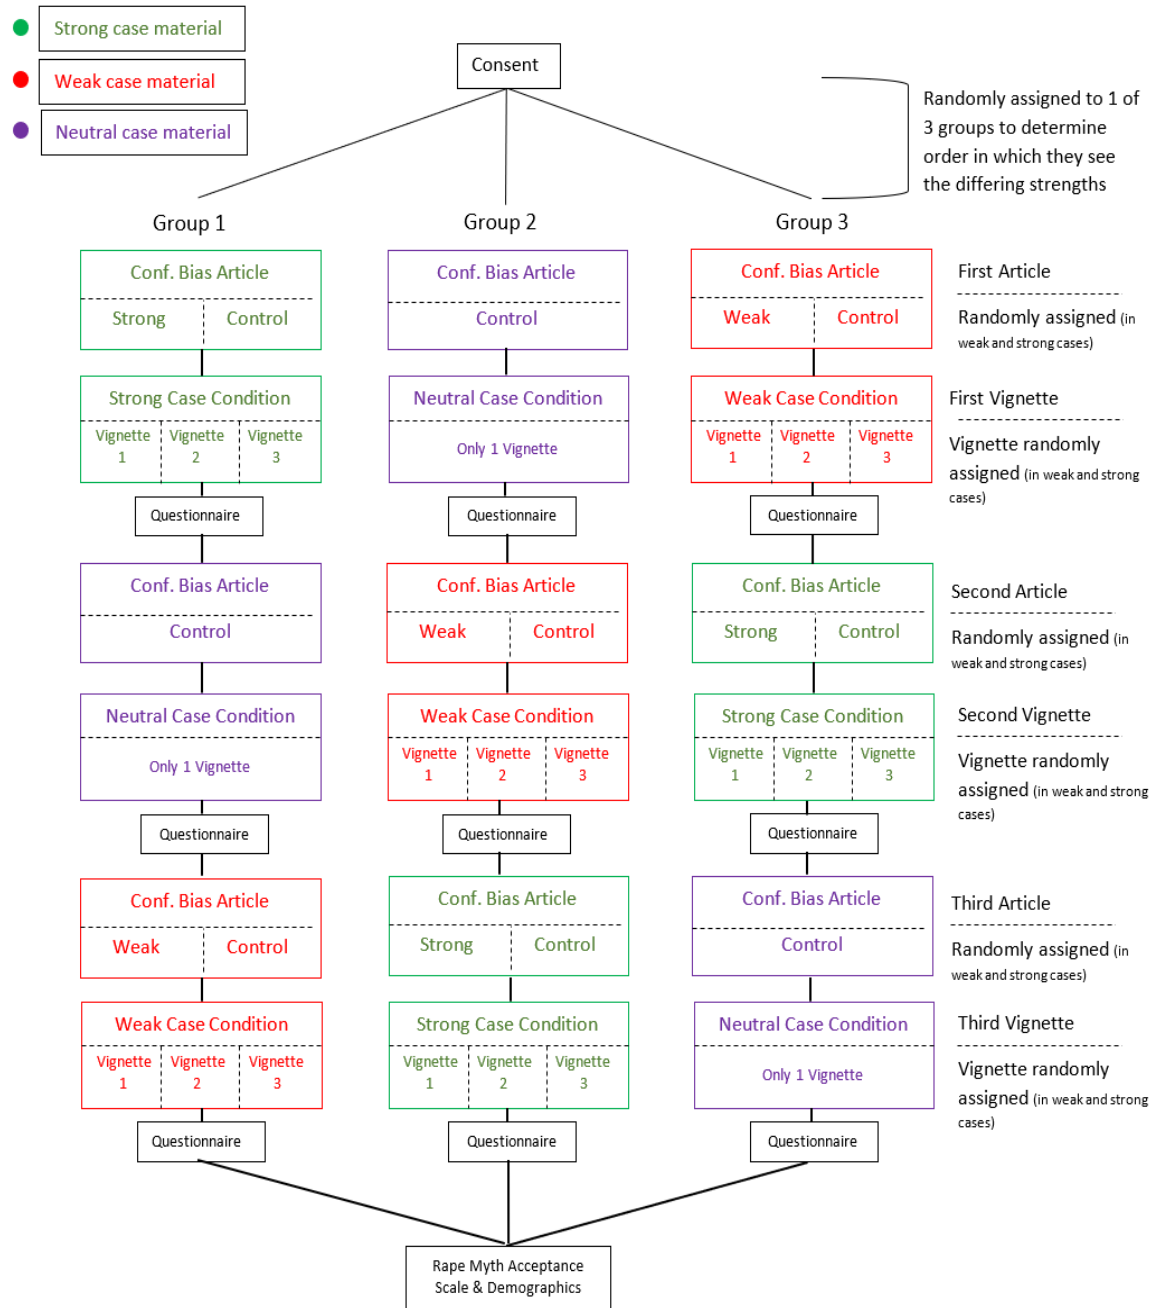 Strong case material
Weak case material
Neutral case material
Consent
Randomly assigned to 1 of
3 groups to determine
order in which they see
the differing strengths
Group 1
Group 2
Group 3
Conf. Bias Article
Strong
Control
Conf. Bias Article
Control
Conf. Bias Article
Weak
Control
First Article
Randomly assigned (in
weak and strong cases)
Strong Case Condition
Vignette
1
Vignette
2
Vignette
3
Neutral Case Condition
Only 1 Vignette
Weak Case Condition
Vignette
1
Vignette
2
Vignette
3
First Vignette
Vignette randomly
assigned (in weak and strong
cases)
Questionnaire
Questionnaire
Questionnaire
Conf. Bias Article
Control
Conf. Bias Article
Weak
Control
Conf. Bias Article
Strong
Control
Second Article
Randomly assigned (in
weak and strong cases)
Neutral Case Condition
Only 1 Vignette
Weak Case Condition
Vignette
1
Vignette
2
Vignette
3
Strong Case Condition
Vignette
1
Vignette
2
Vignette
3
Second Vignette
Vignette randomly
assigned (in weak and strong
cases)
Questionnaire
Questionnaire
Questionnaire
Conf. Bias Article
Weak
Control
Conf. Bias Article
Strong
Control
Conf. Bias Article
Control
Third Article
Randomly assigned (in
weak and strong cases)
Weak Case Condition
Vignette
1
Vignette
2
Vignette
3
Strong Case Condition
Vignette
1
Vignette
2
Vignette
3
Neutral Case Condition
Only 1 Vignette
Third Vignette
Vignette randomly
assigned (in weak and strong
cases)
Questionnaire
Questionnaire
Questionnaire
Rape Myth Acceptance
Scale & Demographics